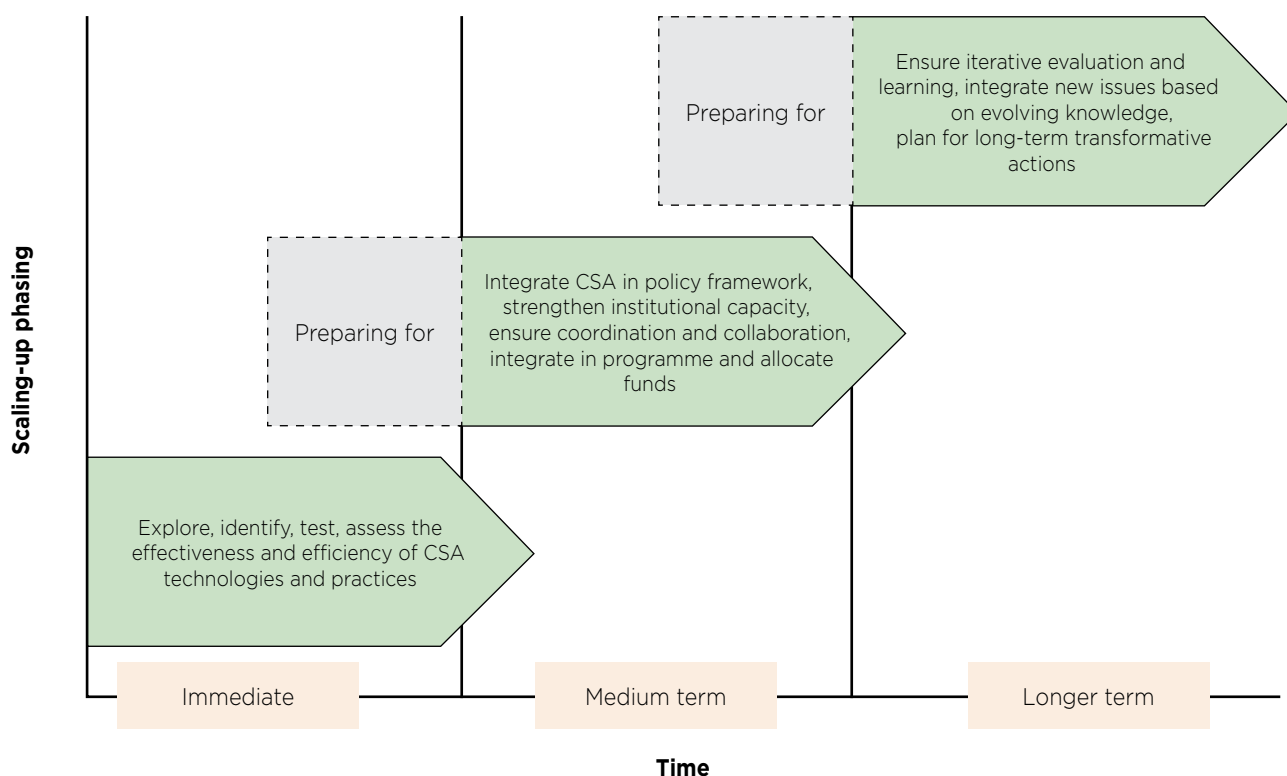 Preparing for
Ensure iterative evaluation and
learning, integrate new issues based
on evolving knowledge,
plan for long-term transformative
actions
Preparing for
Integrate CSA in policy framework,
strengthen institutional capacity,
ensure coordination and collaboration,
integrate in programme and allocate
funds
Scaling-up phasing
Explore, identify, test, assess the
effectiveness and efficiency of CSA
technologies and practices
Immediate
Medium term
Longer term
Time